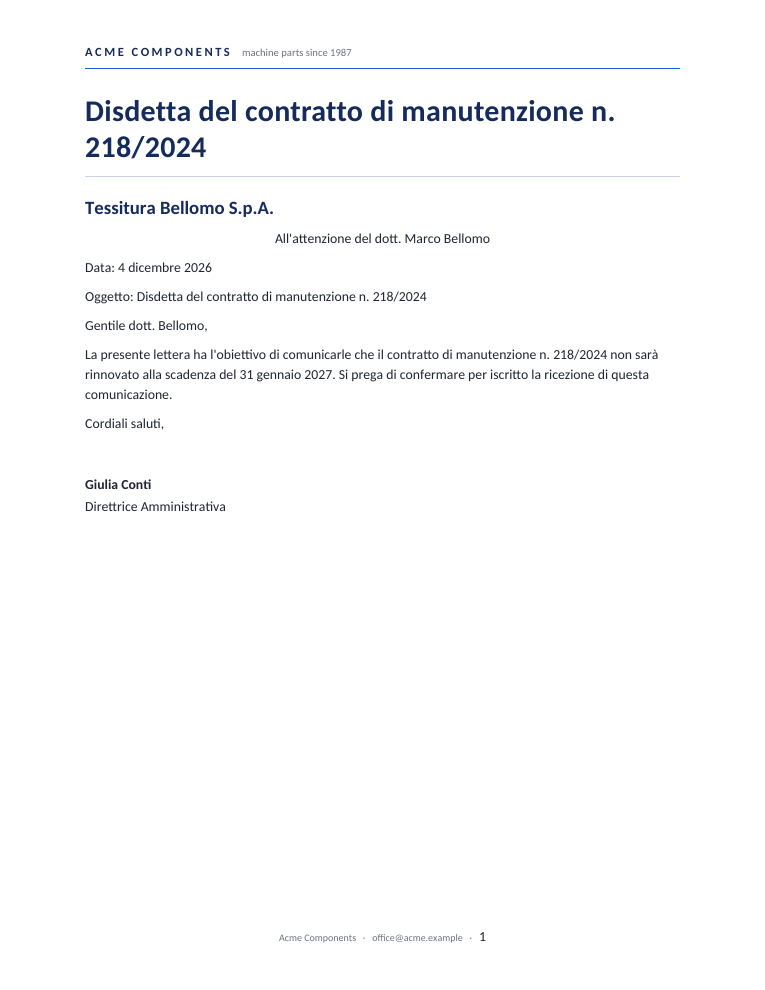 ACME COMPONENTS machine parts since 1987
Disdetta del contratto di manutenzione n.
218/2024
Tessitura Bellomo S.p.A.
All'attenzione del dott. Marco Bellomo
Data: 4 dicembre 2026
Oggetto: Disdetta del contratto di manutenzione n. 218/2024
Gentile dott. Bellomo,
La presente lettera ha l'obiettivo di comunicarle che il contratto di manutenzione n. 218/2024 non sarà
rinnovato alla scadenza del 31 gennaio 2027. Si prega di confermare per iscritto la ricezione di questa
comunicazione.
Cordiali saluti,
Giulia Conti
Direttrice Amministrativa
Acme Components · office@acme.example · 1